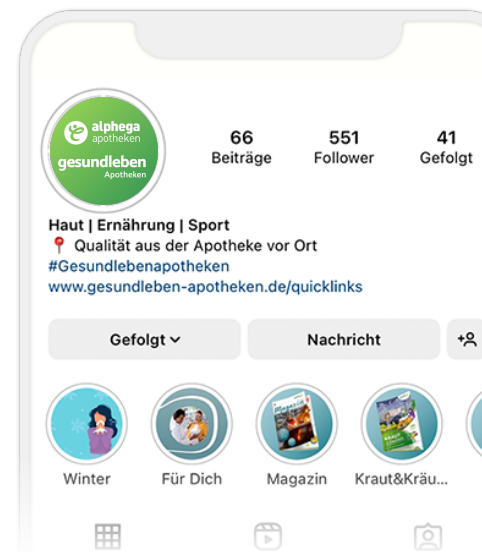 alphega
apotheken
gesundleben
Apotheken
66
Beiträge
551
Follower
41
Gefolgt
Haut | Ernährung | Sport
📍 Qualität aus der Apotheke vor Ort
#Gesundlebenapotheken
www.gesundleben-apotheken.de/quicklinks
Gefolgt
Nachricht
Magazin
Winter
Für Dich
Magazin
Kraut&Kräu...